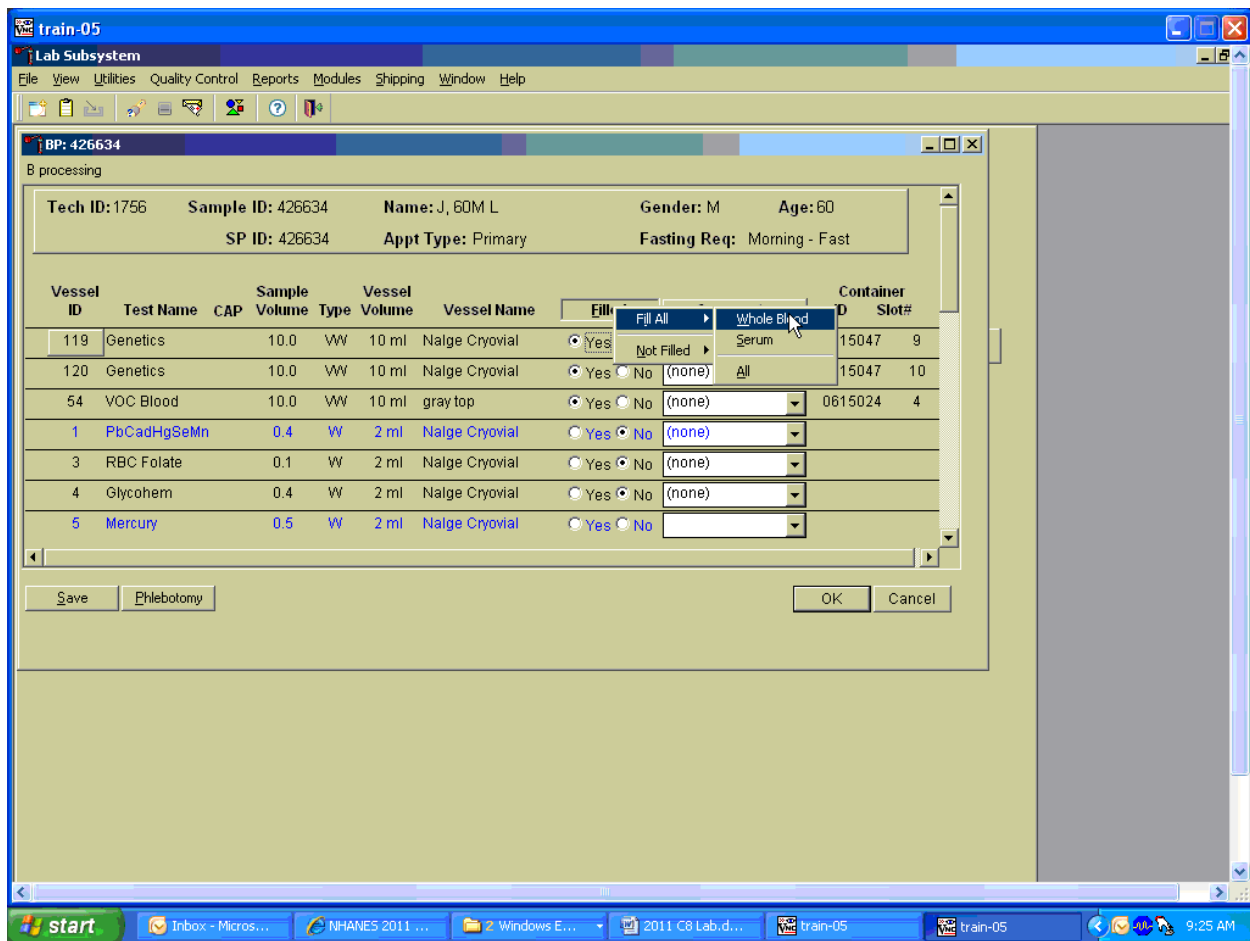 train-05
Lab Subsystem
File View Utilities Quality Control Reports Modules Shipping Window Help
BP: 426634
B processing
Tech ID: 1756 Sample ID: 426634 Name: J, 60M L Gender: M Age: 60
SP ID: 426634 Appt Type: Primary Fasting Req: Morning - Fast
Vessel Sample Vessel Container
ID Test Name CAP Volume Type Volume Vessel Name ID Slot#
Fill All Whole Blood
Serum
Not Filled
All
119 Genetics 10.0 VW 10 ml Nalge Cryovial Yes 15047 9
120 Genetics 10.0 VW 10 ml Nalge Cryovial Yes No (none) 15047 10
54 VOC Blood 10.0 VW 10 ml gray top Yes No (none) 0615024 4
1 PbCadHgSeMn 0.4 W 2 ml Nalge Cryovial Yes No (none)
3 RBC Folate 0.1 W 2 ml Nalge Cryovial Yes No (none)
4 Glycohem 0.4 W 2 ml Nalge Cryovial Yes No (none)
5 Mercury 0.5 W 2 ml Nalge Cryovial Yes No
Save Phlebotomy OK Cancel
start Inbox - Micros... NHANES 2011 ... 2 Windows E... 2011 C8 Lab.d... train-05 train-05 9:25 AM